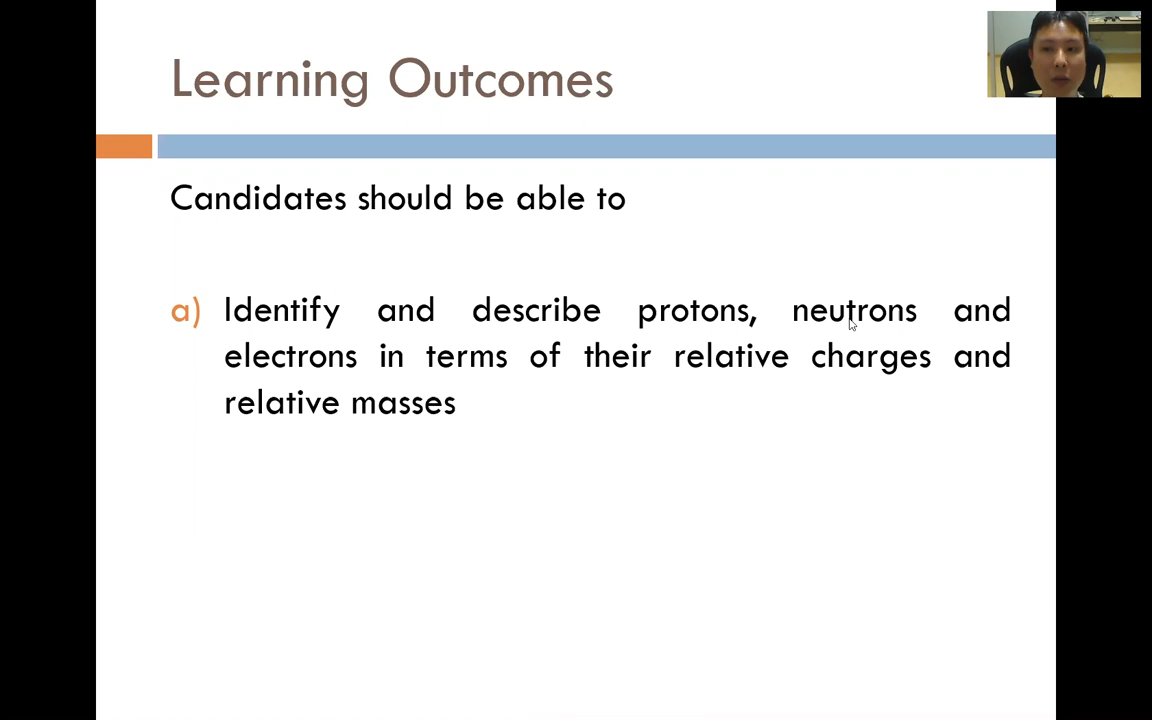 Learning Outcomes
Candidates should be able to
a) Identify and describe protons, neutrons and
electrons in terms of their relative charges and
relative masses